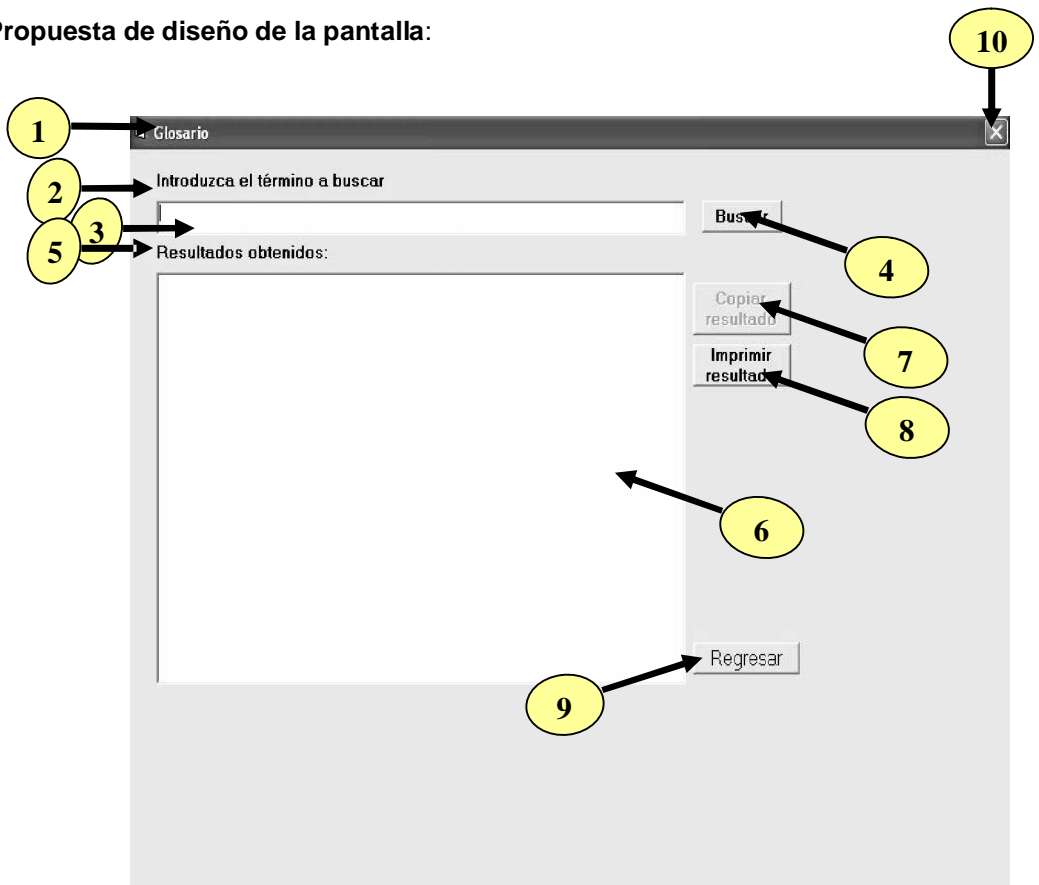 Propuesta de diseño de la pantalla:
10
1
Glosario
2
Introduzca el término a buscar
3
Buscar
5
Resultados obtenidos:
4
Copiar
resultado
7
Imprimir
resultado
8
6
Regresar
9